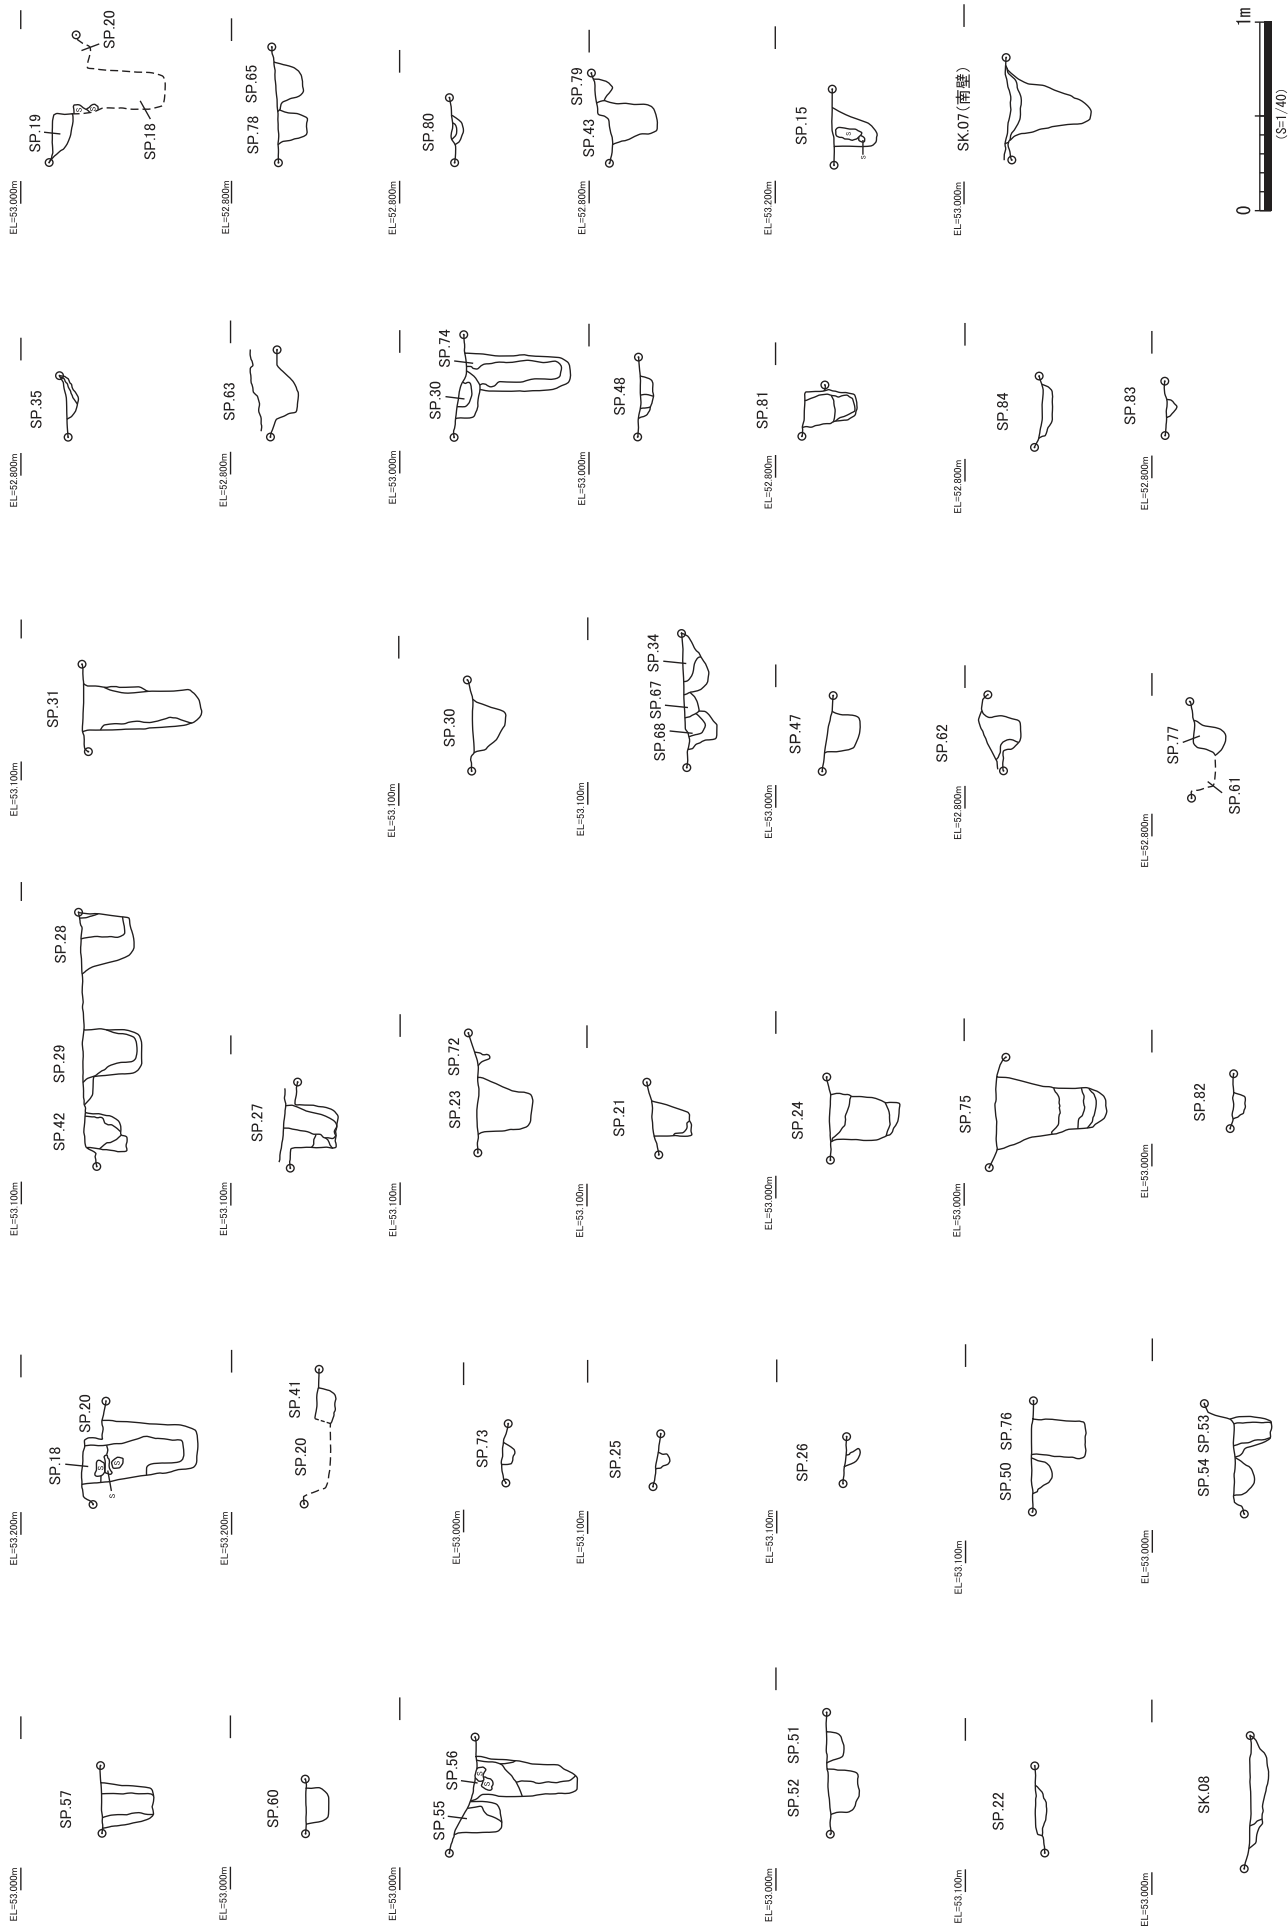 EL=53.000m
SP.57
EL=53.200m
SP.18
SP.20
S
S
S
EL=53.100m
SP.42
SP.29
SP.28
EL=53.100m
SP.31
EL=52.800m
SP.35
EL=53.000m
SP.19
SP.20
S
S
SP.18
EL=53.000m
SP.60
EL=53.200m
SP.20
SP.41
EL=53.100m
SP.27
EL=52.800m
SP.63
EL=52.800m
SP.78
SP.65
EL=53.000m
SP.55
SP.56
S
S
EL=53.000m
SP.73
EL=53.100m
SP.23
SP.72
EL=53.100m
SP.30
EL=53.000m
SP.30
SP.74
EL=52.800m
SP.80
EL=53.100m
SP.25
EL=53.100m
SP.21
EL=53.100m
SP.68
SP.67
SP.34
EL=53.000m
SP.48
EL=52.800m
SP.43
SP.79
EL=53.000m
SP.52
SP.51
EL=53.100m
SP.26
EL=53.000m
SP.24
EL=53.000m
SP.47
EL=52.800m
SP.81
EL=53.200m
SP.15
S
S
EL=53.100m
SP.22
EL=53.100m
SP.50
SP.76
EL=53.000m
SP.75
EL=52.800m
SP.62
EL=52.800m
SP.84
EL=53.000m
SK.07(南壁)
EL=53.000m
SK.08
EL=53.000m
SP.54
SP.53
EL=53.000m
SP.82
EL=52.800m
SP.77
SP.61
EL=52.800m
SP.83
0
1m
(S=1/40)